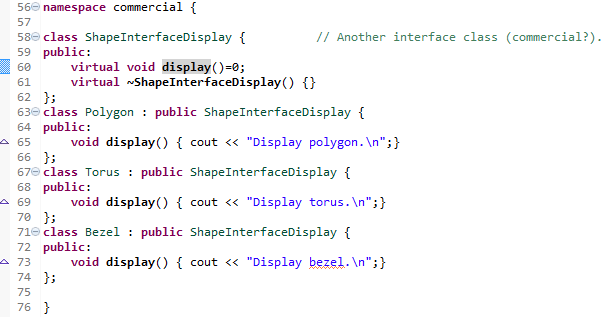 56 namespace commercial {
57
58 class ShapeInterfaceDisplay {          // Another interface class (commercial?).
59 public:
60     virtual void display()=0;
61     virtual ~ShapeInterfaceDisplay() {}
62 };
63 class Polygon : public ShapeInterfaceDisplay {
64 public:
65     void display() { cout << "Display polygon.\n";}
66 };
67 class Torus : public ShapeInterfaceDisplay {
68 public:
69     void display() { cout << "Display torus.\n";}
70 };
71 class Bezel : public ShapeInterfaceDisplay {
72 public:
73     void display() { cout << "Display bezel.\n";}
74 };
75
76 }